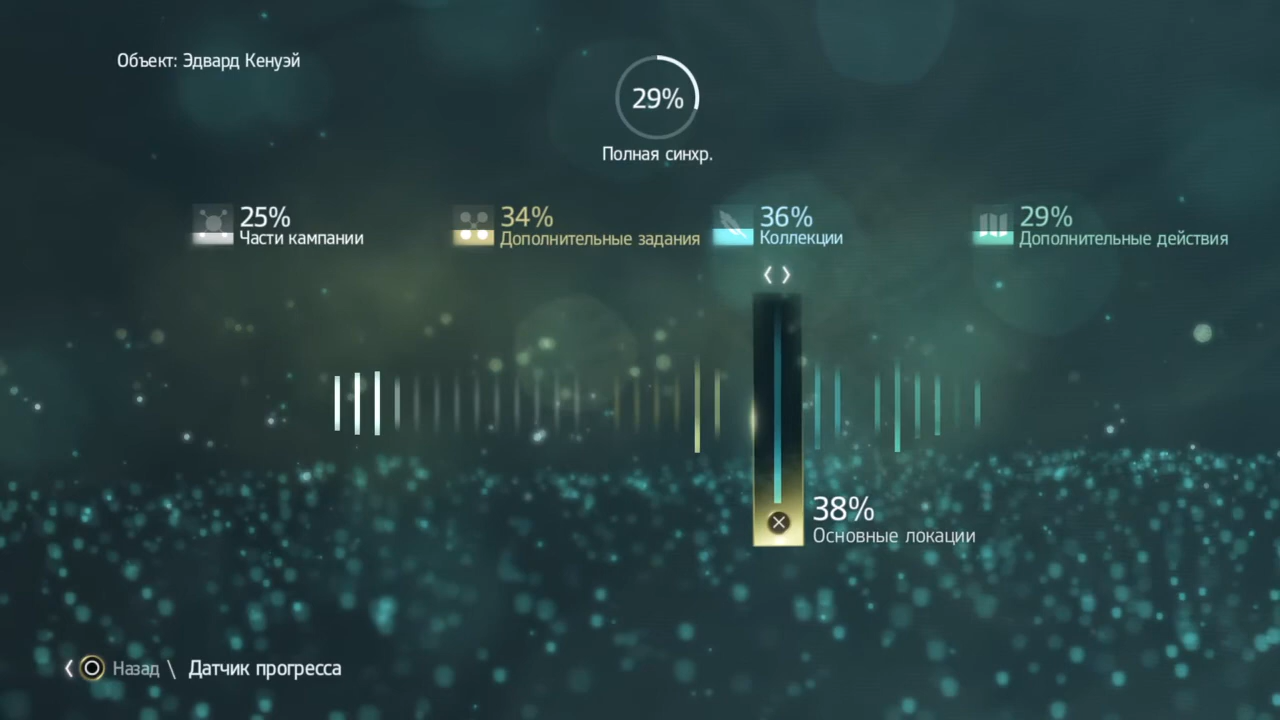 Объект: Эдвард Кенуэй
29%
Полная синхр.
25%
Части кампании
34%
Дополнительные задания
36%
Коллекции
29%
Дополнительные действия
38%
Основные локации
Назад \ Датчик прогресса